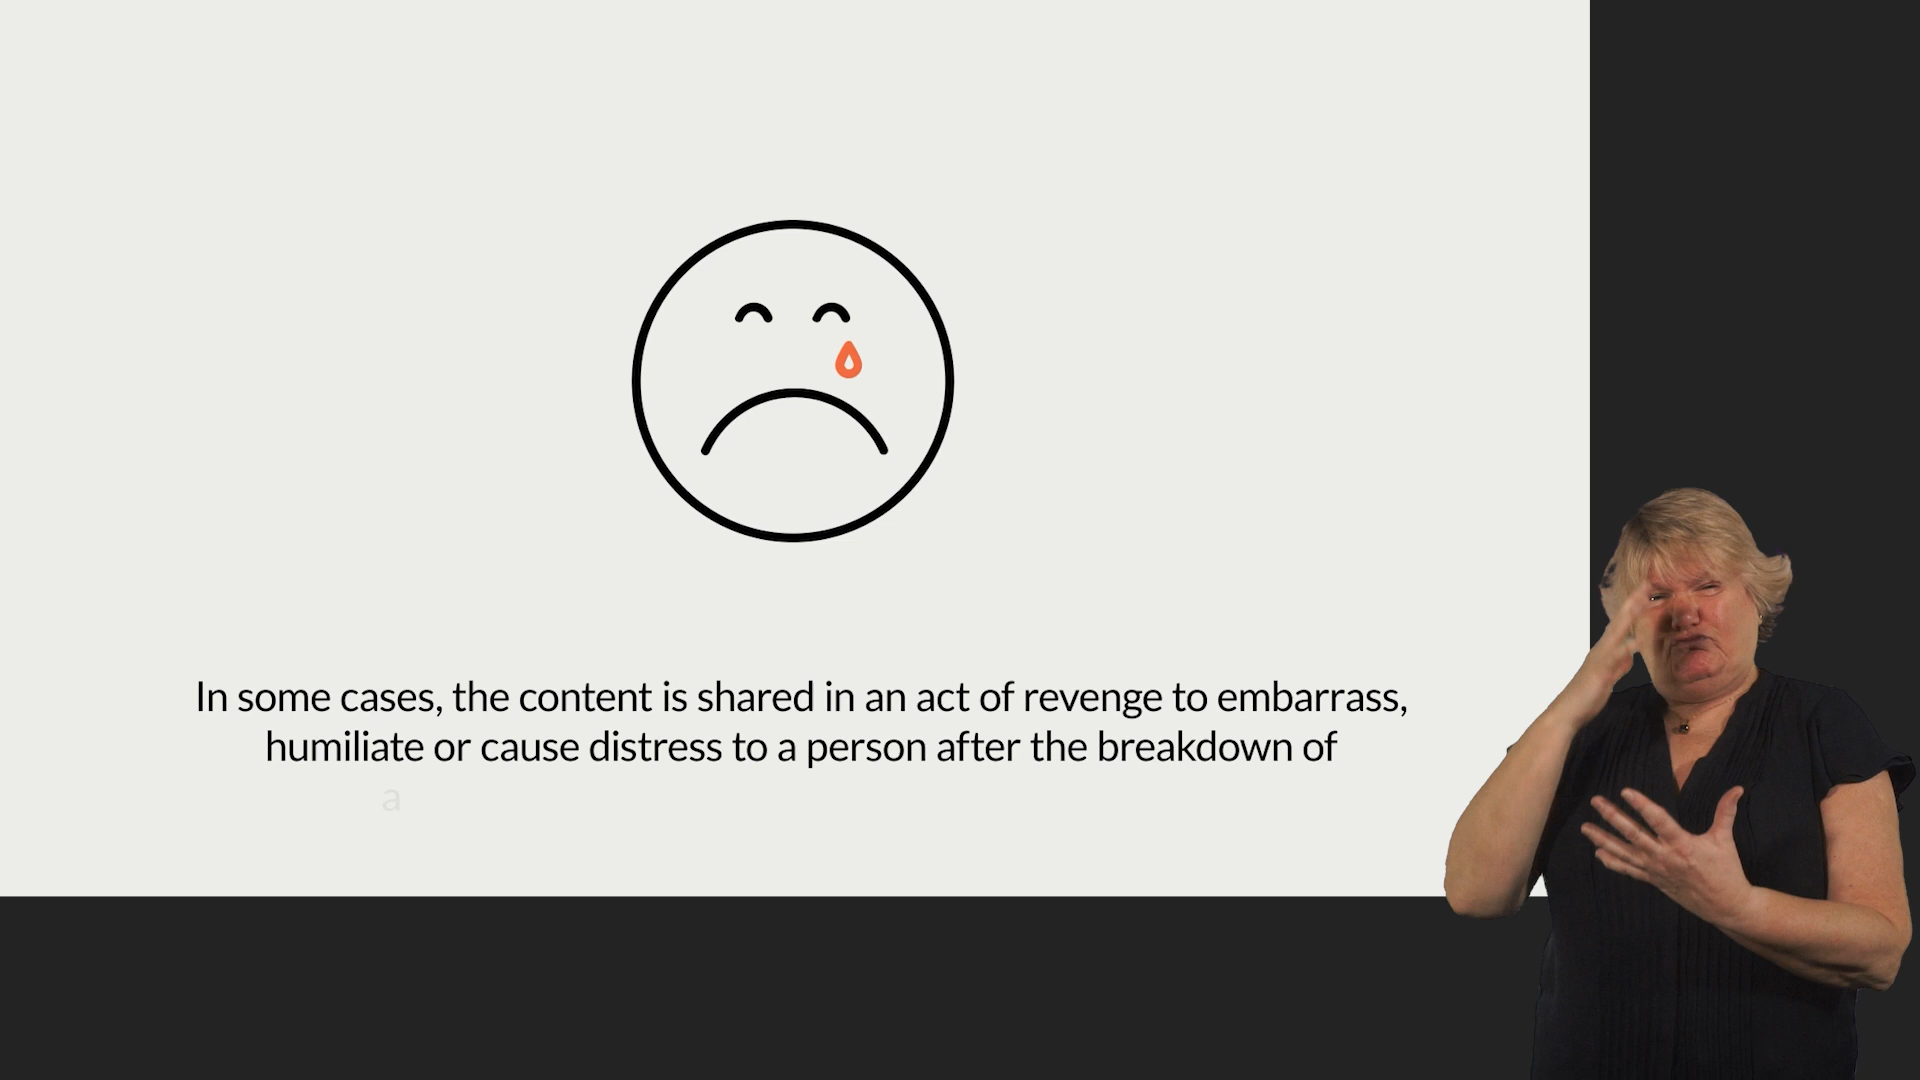 In some cases, the content is shared in an act of revenge to embarrass,
humiliate or cause distress to a person after the breakdown of
a